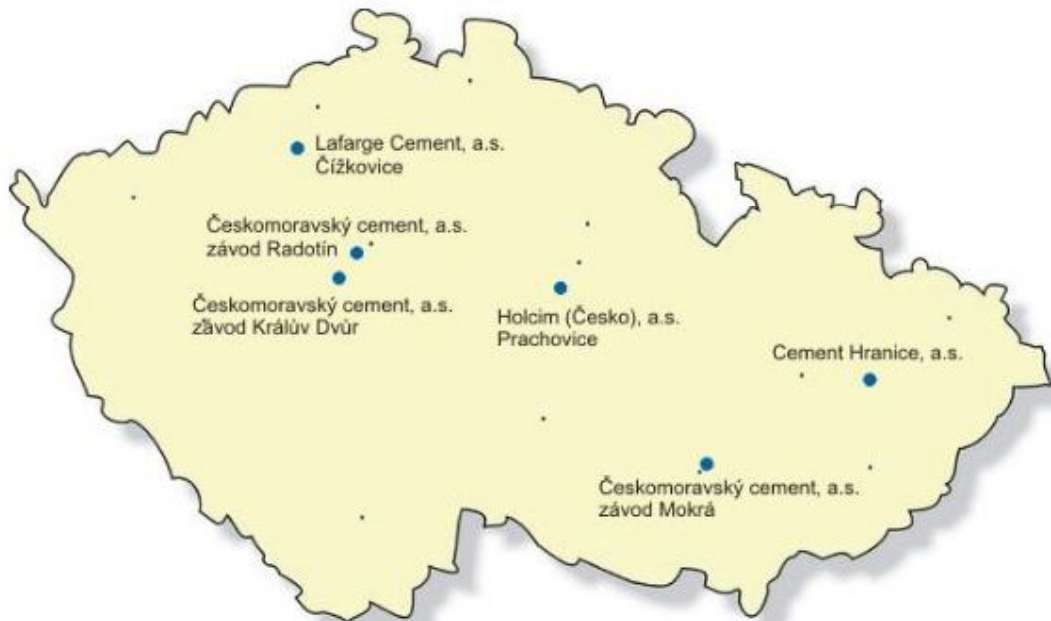 Lafarge Cement, a.s.
Čížkovice
Českomoravský cement, a.s.
závod Radotín
Českomoravský cement, a.s.
závod Králův Dvůr
Holcim (Česko), a.s.
Prachovice
Cement Hranice, a.s.
Českomoravský cement, a.s.
závod Mokrá